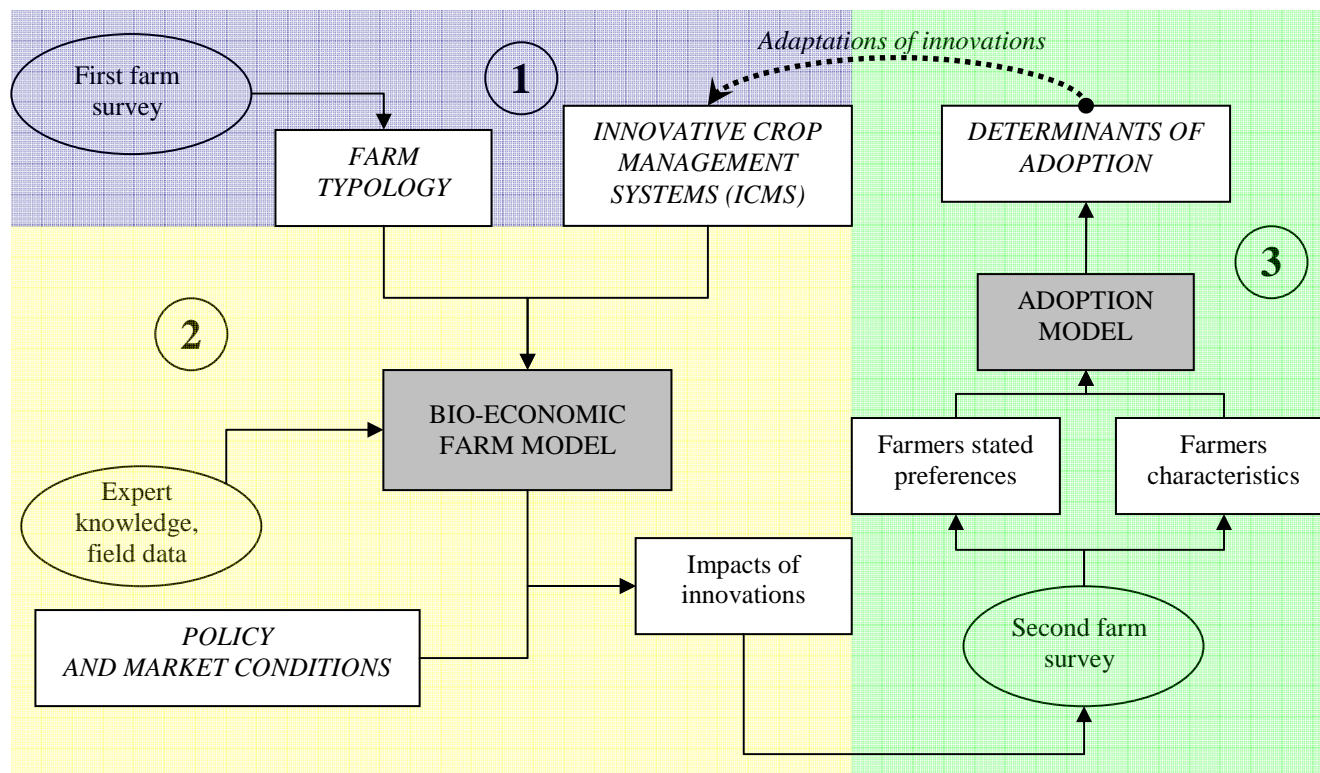 First farm
survey
1
FARM
TYPOLOGY
INNOVATIVE CROP
MANAGEMENT
SYSTEMS (ICMS)
Adaptations of innovations
DETERMINANTS OF
ADOPTION
3
ADOPTION
MODEL
2
BIO-ECONOMIC
FARM MODEL
Farmers stated
preferences
Farmers
characteristics
Expert
knowledge,
field data
Impacts of
innovations
POLICY
AND MARKET CONDITIONS
Second farm
survey